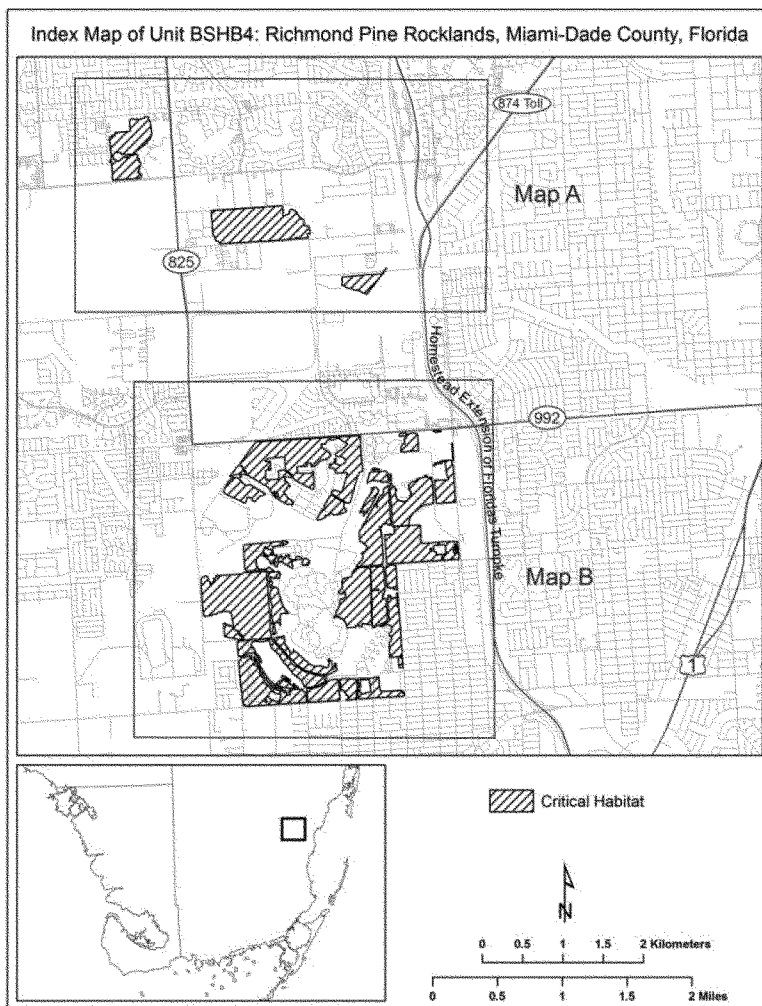 Index Map of Unit BSHB4: Richmond Pine Rocklands, Miami-Dade County, Florida
874 Toll
Map A
825
Homestead Extension of Floridas Turnpike
992
Map B
1
Critical Habitat
N
0 0.5 1 1.5 2 Kilometers
0 0.5 1 1.5 2 Miles